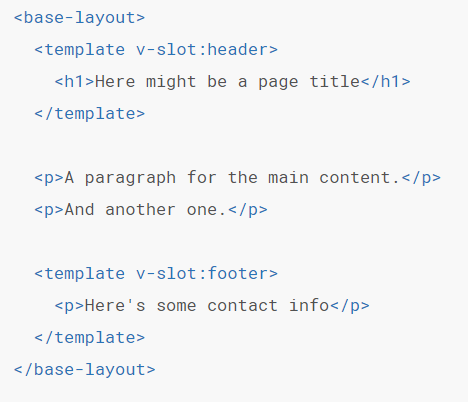 <base-layout>
<template v-slot:header>
<h1>Here might be a page title</h1>
</template>
<p>A paragraph for the main content.</p>
<p>And another one.</p>
<template v-slot:footer>
<p>Here's some contact info</p>
</template>
</base-layout>